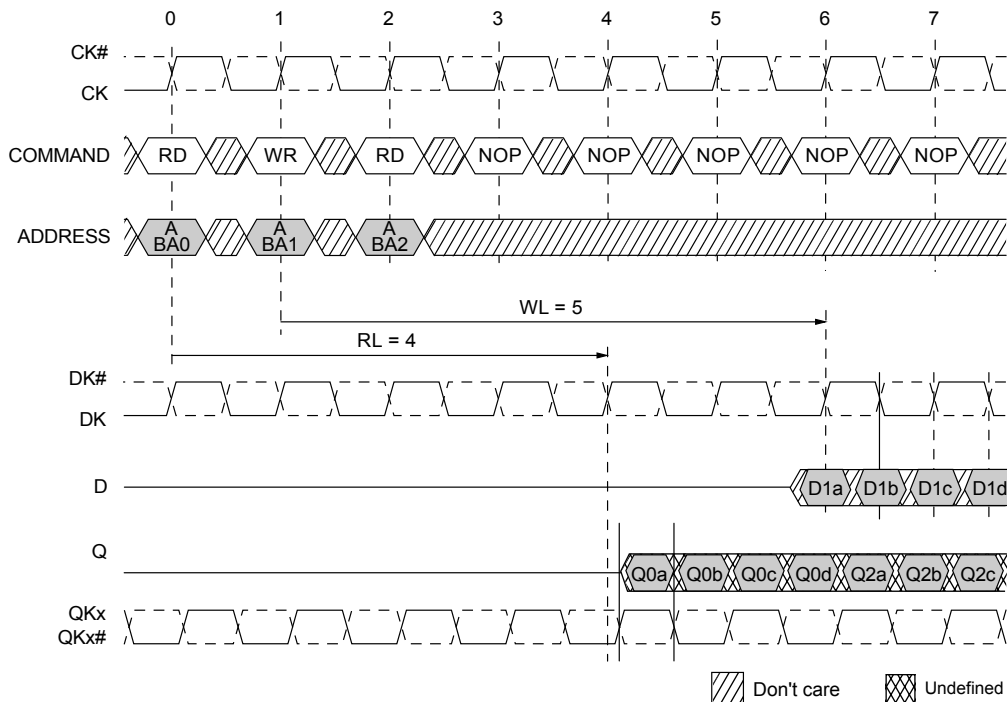 0 1 2 3 4 5 6 7
CK#
CK
COMMAND RD WR RD NOP NOP NOP NOP NOP
ADDRESS A BA0 A BA1 A BA2
WL = 5
RL = 4
DK#
DK
D D1a D1b D1c D1d
Q Q0a Q0b Q0c Q0d Q2a Q2b Q2c
QKx
QKx#
Don't care Undefined